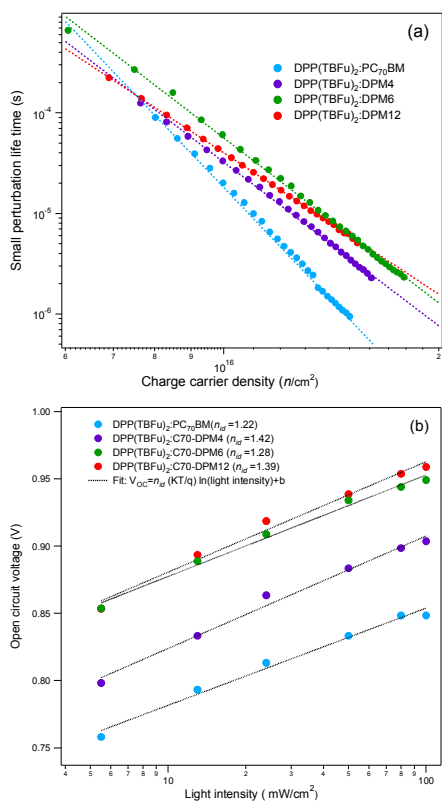 (a)
DPP(TBFu)2:PC70BM
DPP(TBFu)2:DPM4
DPP(TBFu)2:DPM6
DPP(TBFu)2:DPM12
Small perturbation life time (s)
10-4
10-5
10-6
6 7 8 9 10^16 2
Charge carrier density (n/cm2)
(b)
DPP(TBFu)2:PC70BM(nid =1.22)
DPP(TBFu)2:C70-DPM4 (nid =1.42)
DPP(TBFu)2:C70-DPM6 (nid =1.28)
DPP(TBFu)2:C70-DPM12 (nid =1.39)
Fit: VOC=nid (KT/q) ln(light intensity)+b
Open circuit voltage (V)
1.00
0.95
0.90
0.85
0.80
0.75
4 5 6 7 8 9 10 2 3 4 5 6 7 8 9 100
Light intensity ( mW/cm2)